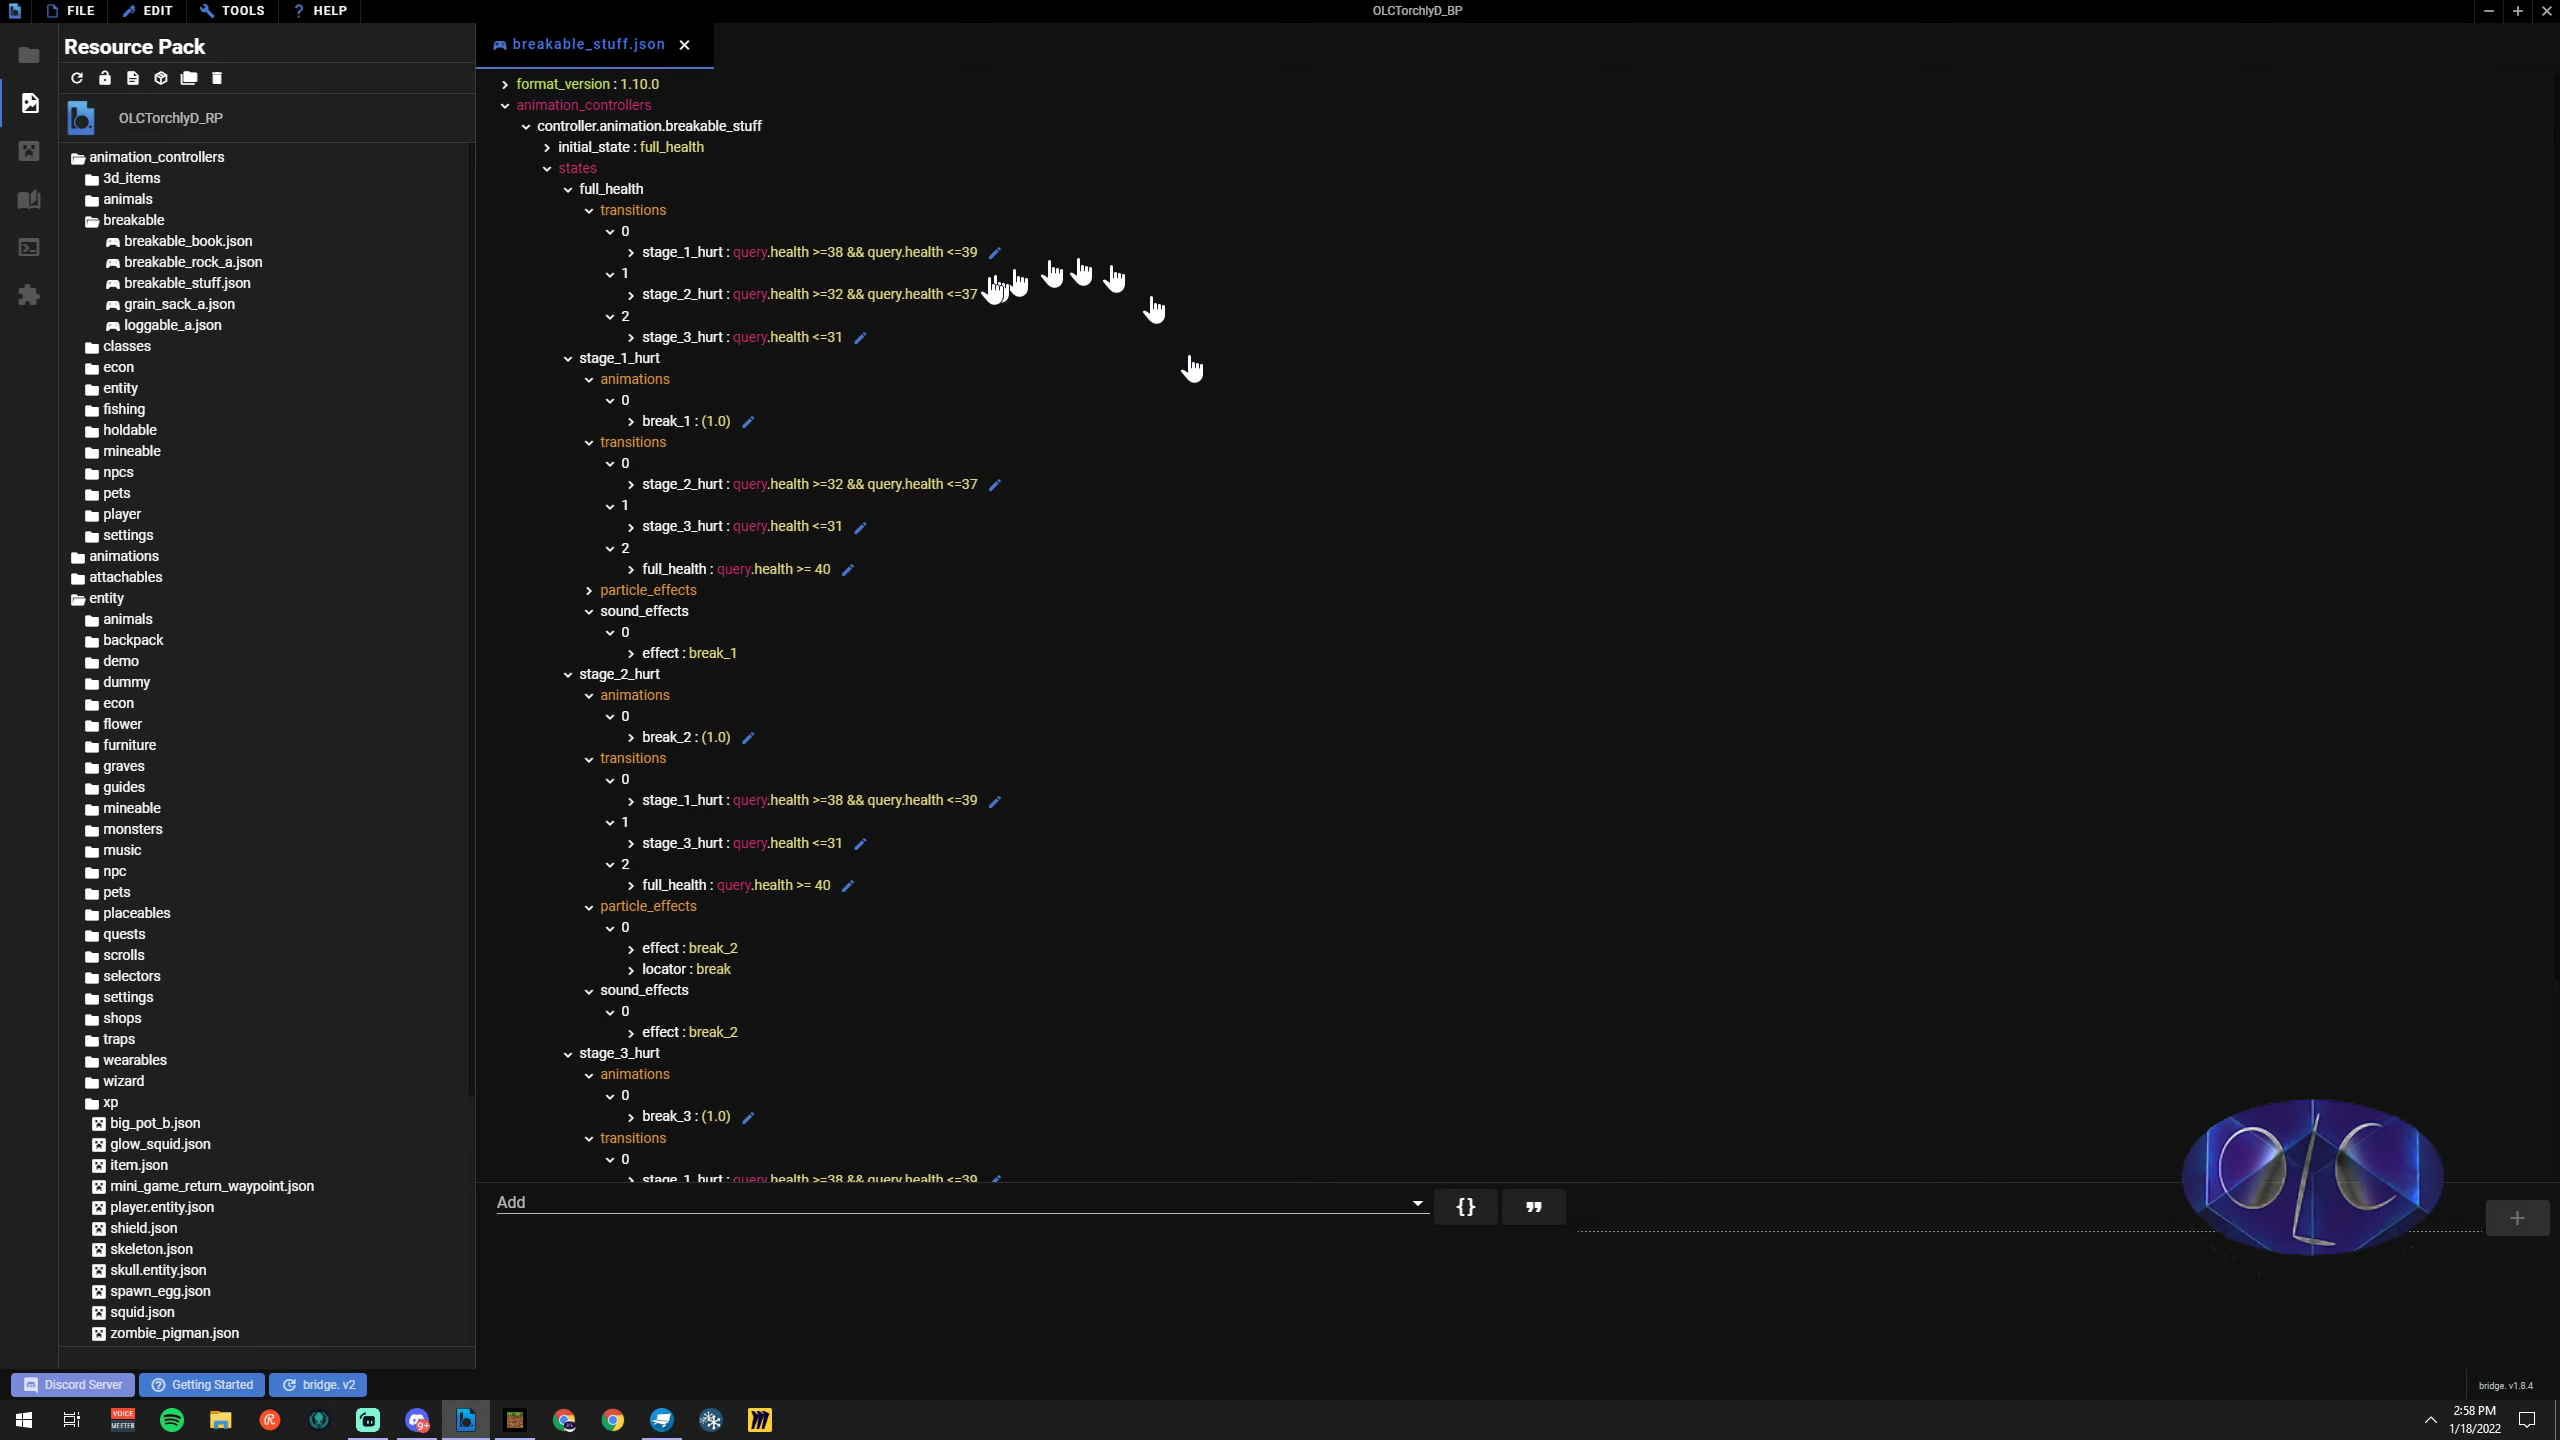 FILE EDIT TOOLS ? HELP
OLCTorchlyD_BP
Resource Pack
OLCTorchlyD_RP
animation_controllers
3d_items
animals
breakable
breakable_book.json
breakable_rock_a.json
breakable_stuff.json
grain_sack_a.json
loggable_a.json
classes
econ
entity
fishing
holdable
mineable
npcs
pets
player
settings
animations
attachables
entity
animals
backpack
demo
dummy
econ
flower
furniture
graves
guides
mineable
monsters
music
npc
pets
placeables
quests
scrolls
selectors
settings
shops
traps
wearables
wizard
xp
big_pot_b.json
glow_squid.json
item.json
mini_game_return_waypoint.json
player.entity.json
shield.json
skeleton.json
skull.entity.json
spawn_egg.json
squid.json
zombie_pigman.json
breakable_stuff.json
format_version : 1.10.0
animation_controllers
controller.animation.breakable_stuff
initial_state : full_health
states
full_health
transitions
0
stage_1_hurt : query.health >=38 && query.health <=39
1
stage_2_hurt : query.health >=32 && query.health <=37
2
stage_3_hurt : query.health <=31
stage_1_hurt
animations
0
break_1 : (1.0)
transitions
0
stage_2_hurt : query.health >=32 && query.health <=37
1
stage_3_hurt : query.health <=31
2
full_health : query.health >= 40
particle_effects
sound_effects
0
effect : break_1
stage_2_hurt
animations
0
break_2 : (1.0)
transitions
0
stage_1_hurt : query.health >=38 && query.health <=39
1
stage_3_hurt : query.health <=31
2
full_health : query.health >= 40
particle_effects
0
effect : break_2
locator : break
sound_effects
0
effect : break_2
stage_3_hurt
animations
0
break_3 : (1.0)
transitions
0
stage_1_hurt : query.health >=38 && query.health <=39
Add
{}
OLC
Discord Server
Getting Started
bridge. v2
bridge. v1.8.4
VOICE
MEETER
9+
2:58 PM
1/18/2022